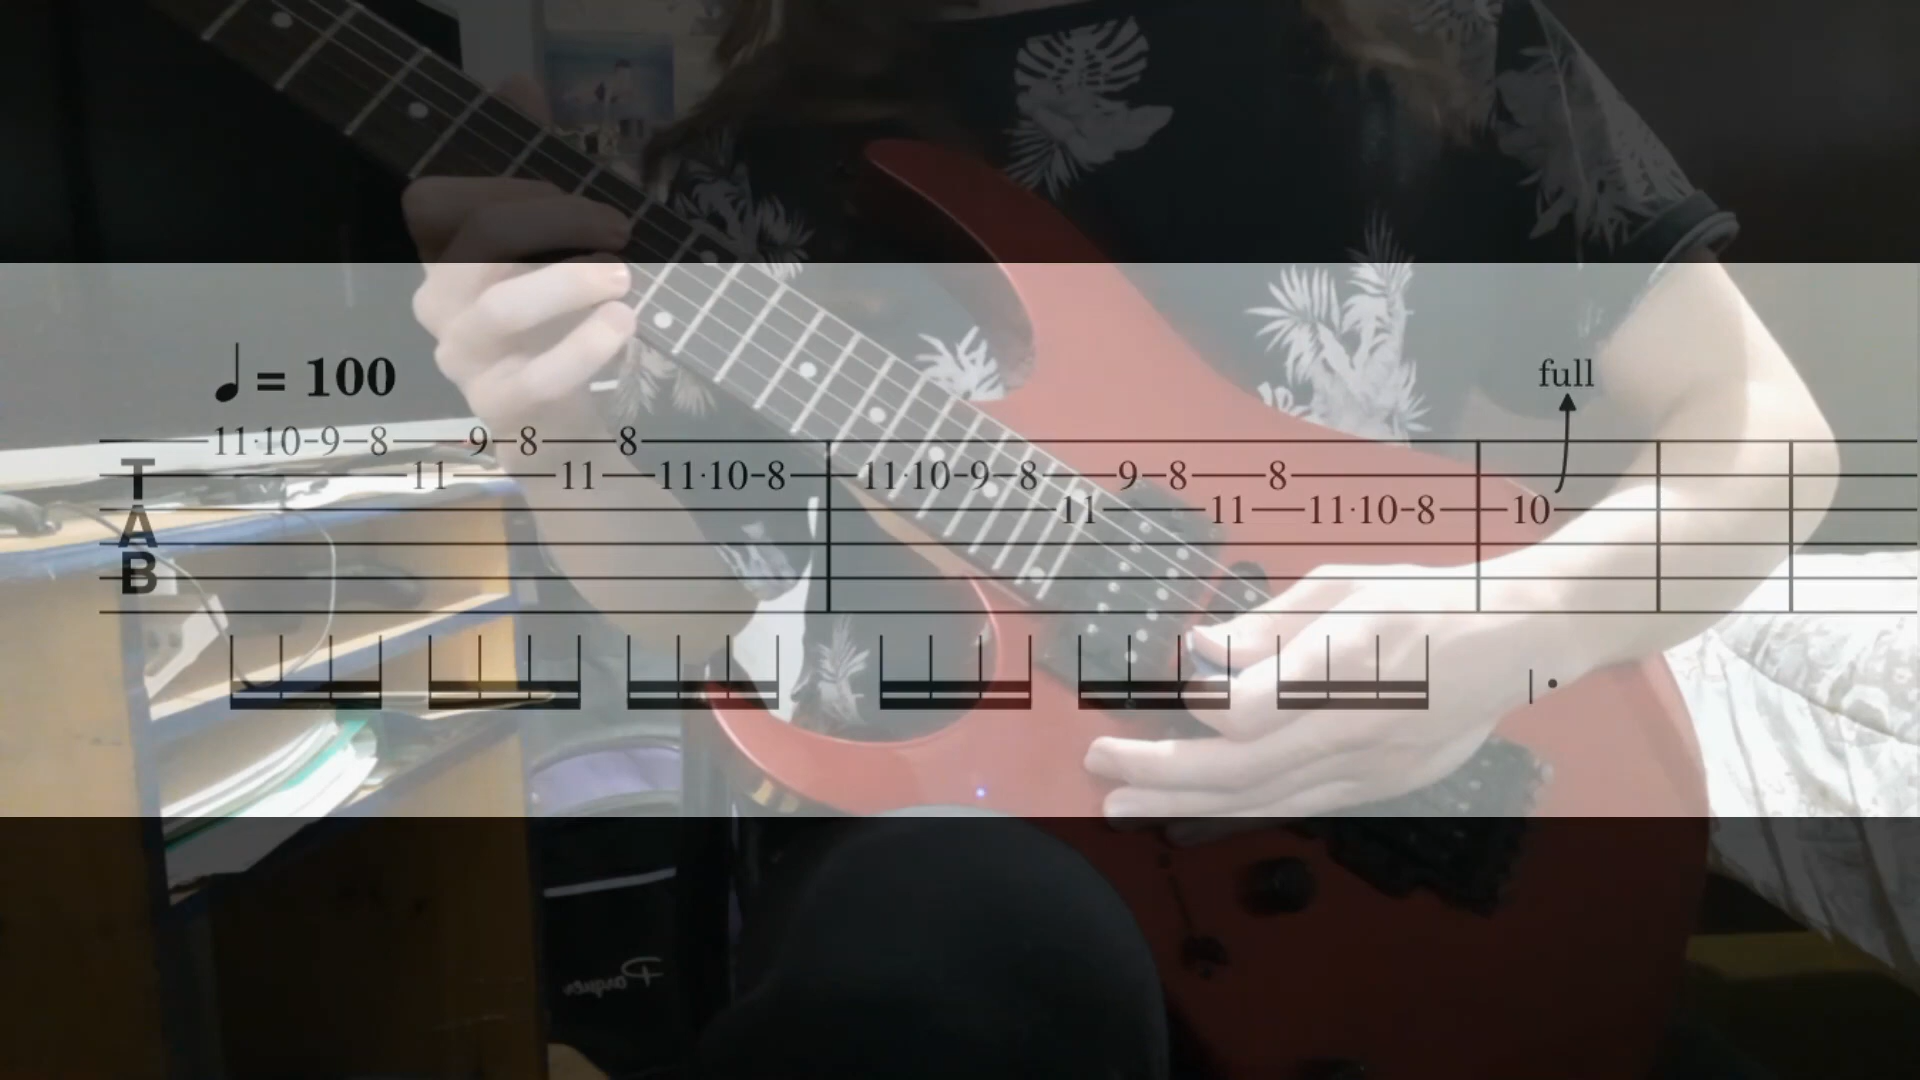 ♩ = 100
full
11 10 9 8 9 8 8
11 11 11 10 8 11 10 9 8 9 8 8
11 11 11 10 8 10
T
A
B
Parquer